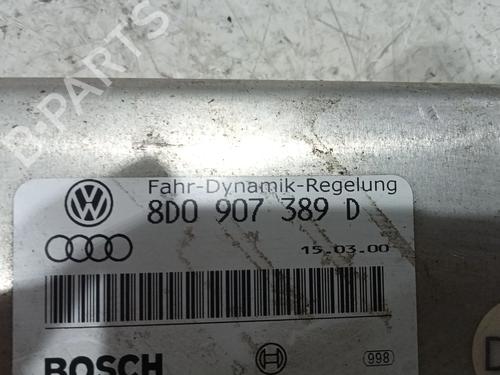 B-PARTS
Fahr-Dynamik-Regelung
8D0 907 389 D
15.03.00
BOSCH
998
D